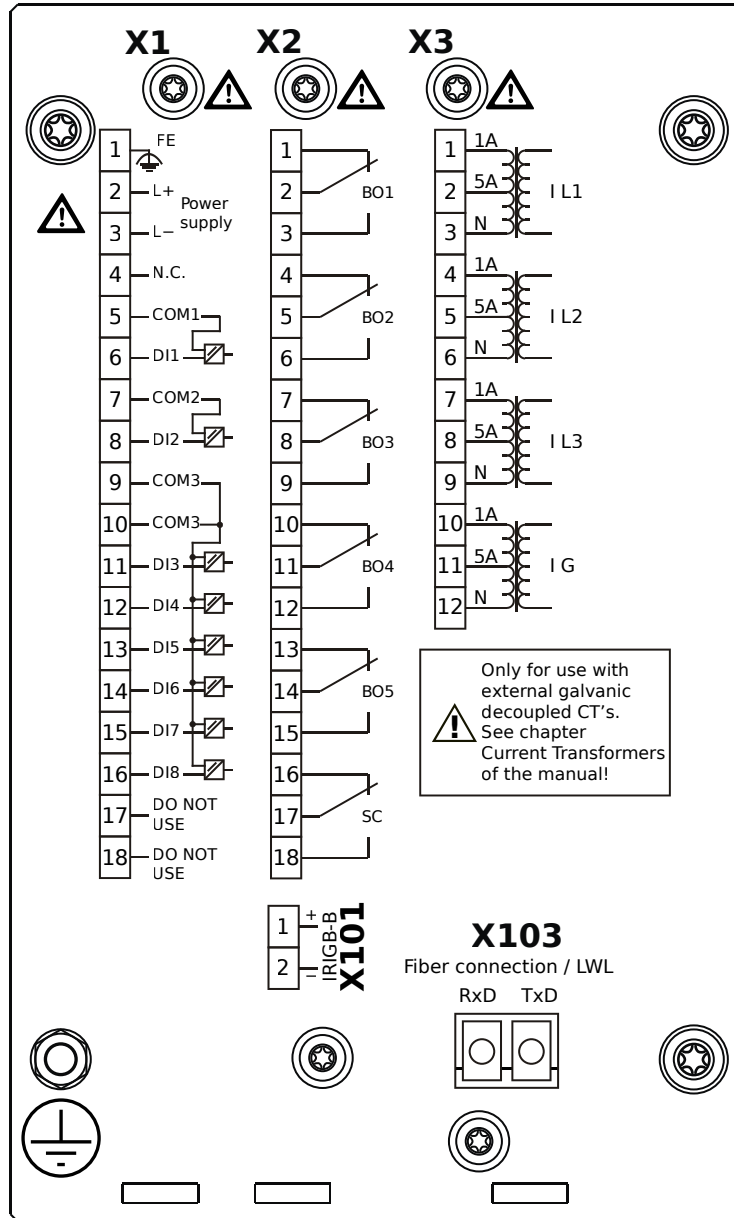 X1 X2 X3
1 FE
2 L+
3 L−
Power
supply
4 N.C.
5 COM1
6 DI1
7 COM2
8 DI2
9 COM3
10 COM3
11 DI3
12 DI4
13 DI5
14 DI6
15 DI7
16 DI8
17 DO NOT
USE
18 DO NOT
USE
1
2 BO1
3
4
5 BO2
6
7
8 BO3
9
10
11 BO4
12
13
14 BO5
15
16
17 SC
18
1 1A
2 5A I L1
3 N
4 1A
5 5A I L2
6 N
7 1A
8 5A I L3
9 N
10 1A
11 5A I G
12 N
Only for use with
external galvanic
decoupled CT’s.
See chapter
Current Transformers
of the manual!
1 +
2 −
IRIGB-B
X101
X103
Fiber connection / LWL
RxD TxD